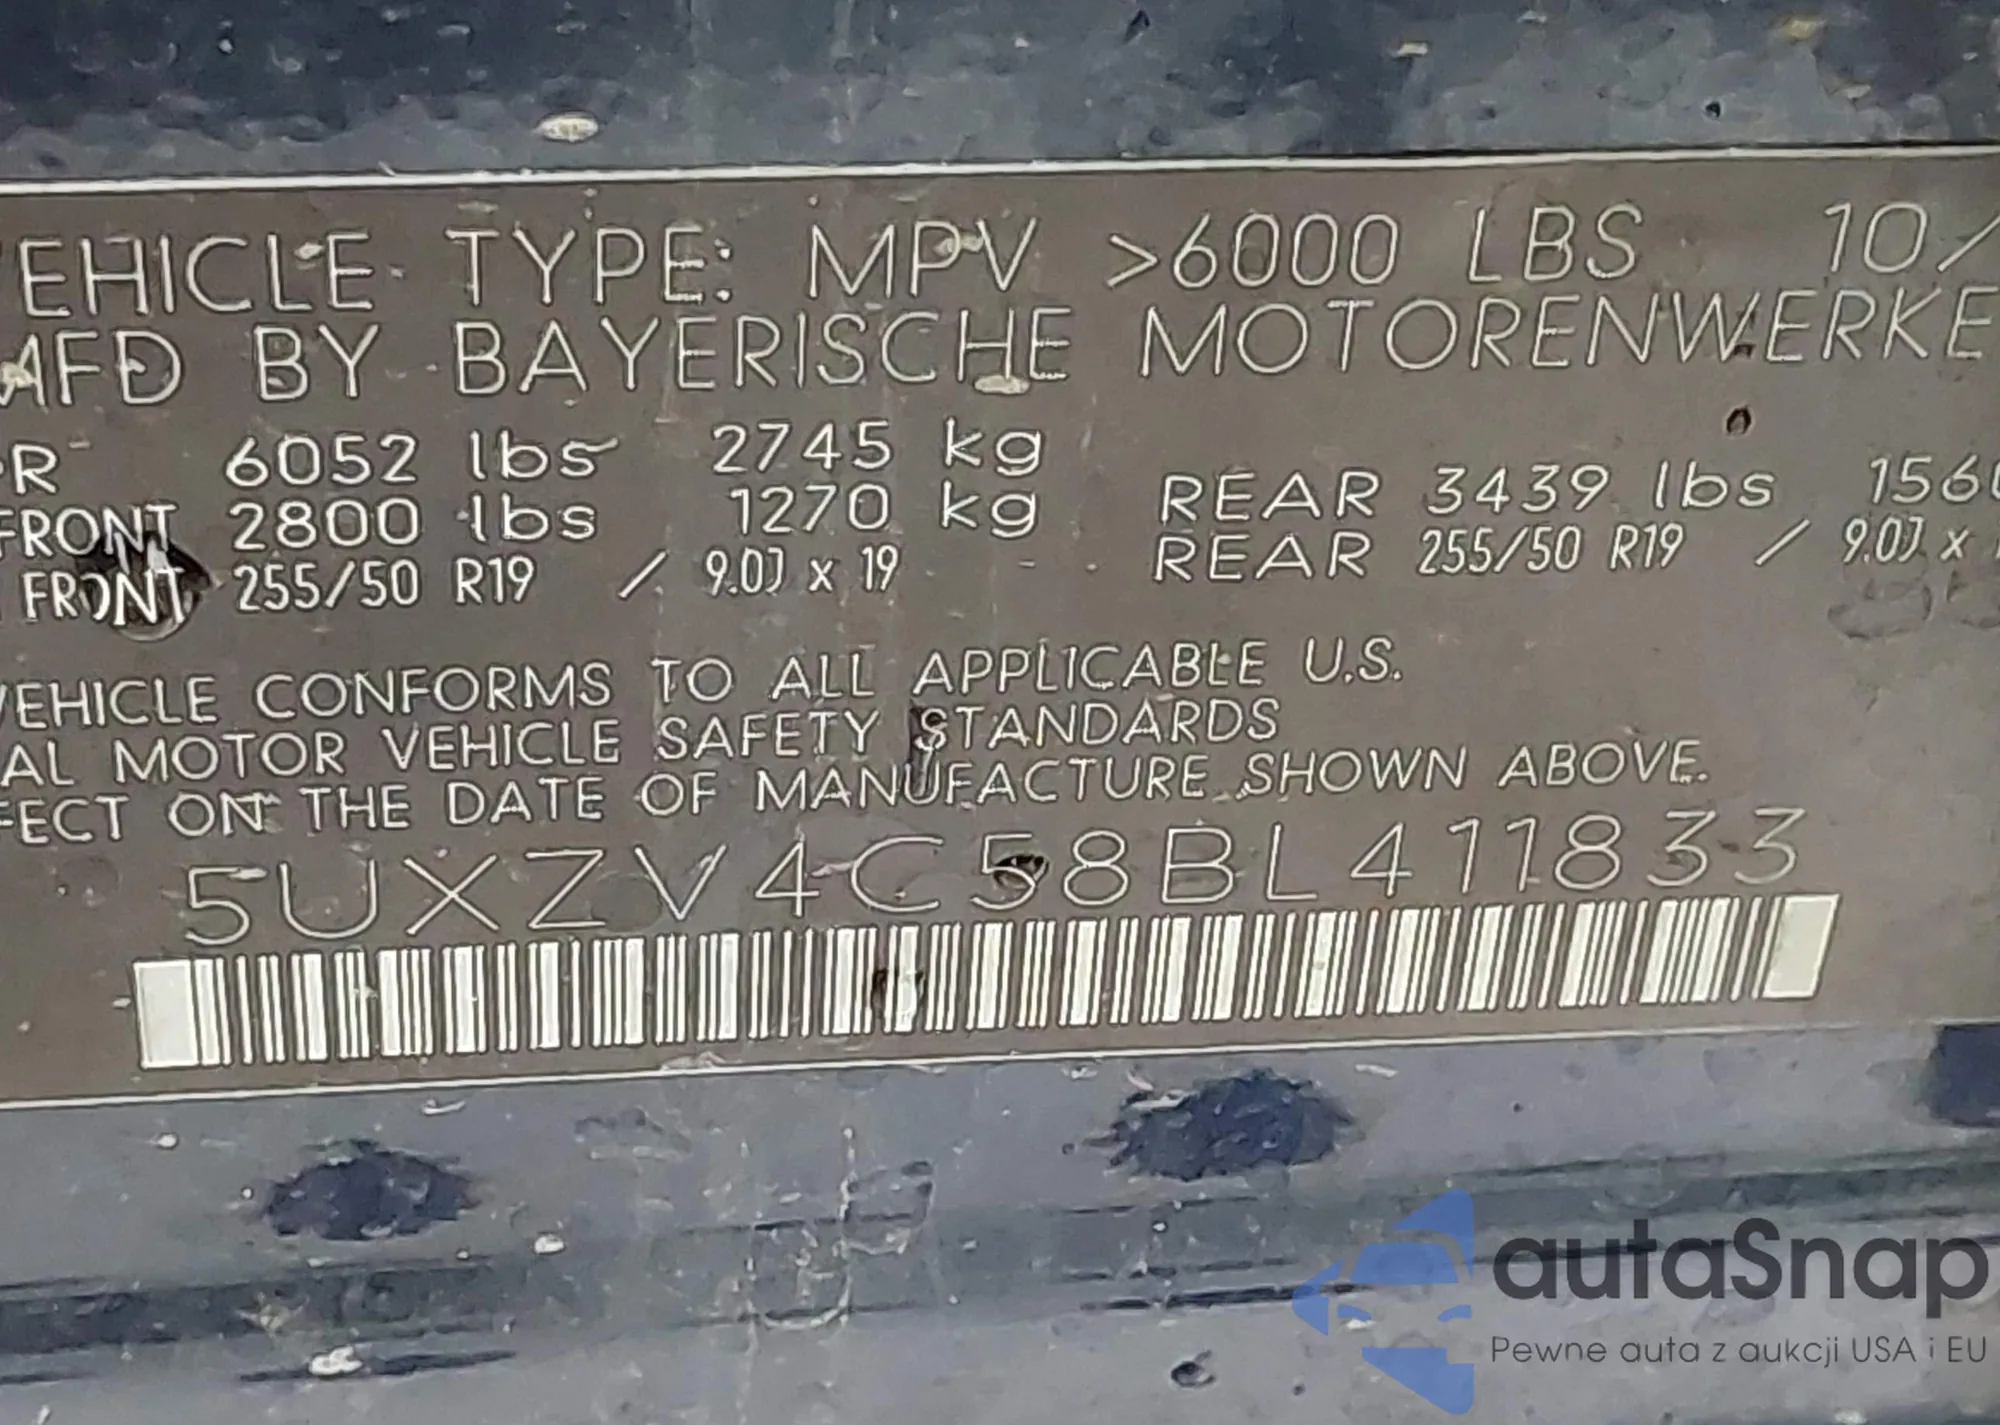 VEHICLE TYPE: MPV >6000 LBS 10/
MFD BY BAYERISCHE MOTORENWERKE
R 6052 lbs 2745 kg
FRONT 2800 lbs 1270 kg REAR 3439 lbs 1560
FRONT 255/50 R19 / 9.0J x 19 REAR 255/50 R19 / 9.0J x
VEHICLE CONFORMS TO ALL APPLICABLE U.S.
AL MOTOR VEHICLE SAFETY STANDARDS
FECT ON THE DATE OF MANUFACTURE SHOWN ABOVE.
5UXZV4C58BL411833
autaSnap
Pewne auta z aukcji USA i EU